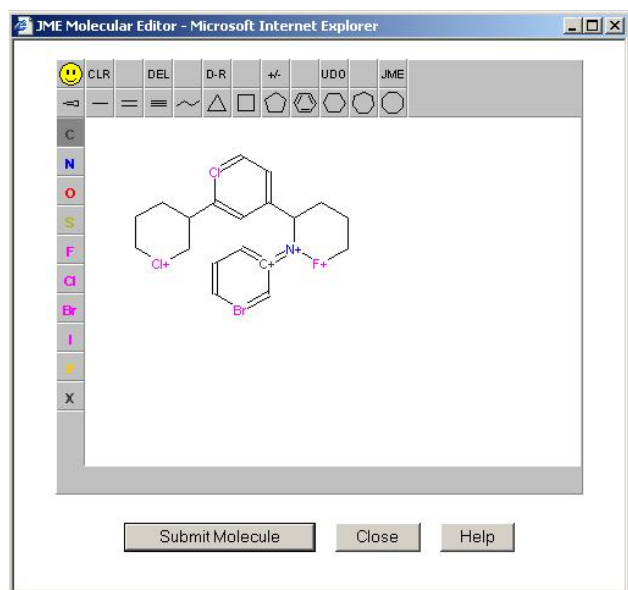 JME Molecular Editor - Microsoft Internet Explorer
CLR DEL D-R +/- UDO JME
C
N
O
S
F
Cl
Br
I
P
X
Cl
N+
C+
Cl+
F+
Br
Submit Molecule Close Help